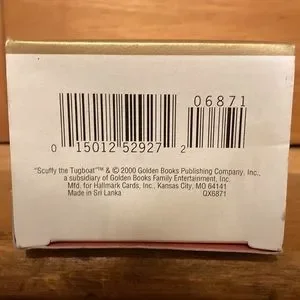 06871
0 15012 52927 2
"Scuffy the Tugboat"™ & © 2000 Golden Books Publishing Company, Inc.,
a subsidiary of Golden Books Family Entertainment, Inc.
Mfd. for Hallmark Cards, Inc., Kansas City, MO 64141
Made in Sri Lanka QX6871